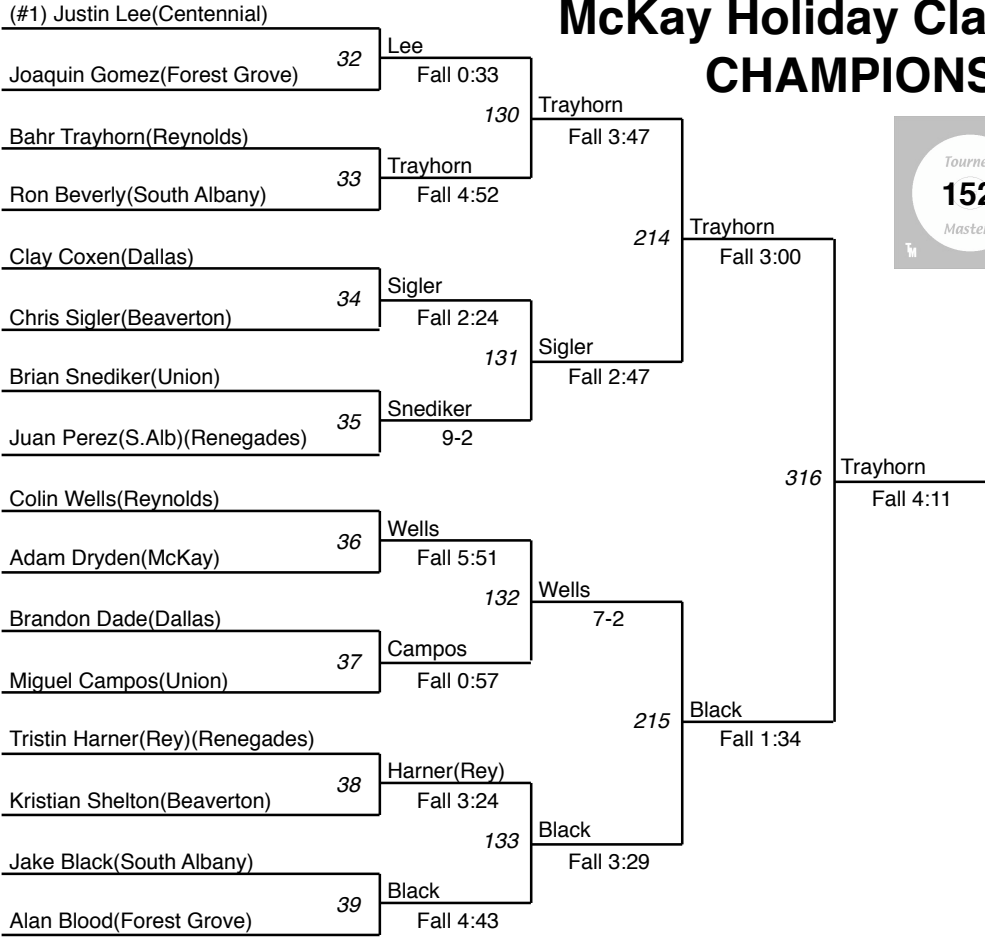 McKay Holiday Cla
CHAMPIONS
Tourne
152
Master
TM
(#1) Justin Lee(Centennial)
32
Joaquin Gomez(Forest Grove)
Lee
Fall 0:33
130
Bahr Trayhorn(Reynolds)
33
Ron Beverly(South Albany)
Trayhorn
Fall 4:52
Trayhorn
Fall 3:47
214
Clay Coxen(Dallas)
34
Chris Sigler(Beaverton)
Sigler
Fall 2:24
131
Brian Snediker(Union)
35
Juan Perez(S.Alb)(Renegades)
Snediker
9-2
Sigler
Fall 2:47
Trayhorn
Fall 3:00
316
Colin Wells(Reynolds)
36
Adam Dryden(McKay)
Wells
Fall 5:51
132
Brandon Dade(Dallas)
37
Miguel Campos(Union)
Campos
Fall 0:57
Wells
7-2
215
Tristin Harner(Rey)(Renegades)
38
Kristian Shelton(Beaverton)
Harner(Rey)
Fall 3:24
133
Jake Black(South Albany)
39
Alan Blood(Forest Grove)
Black
Fall 4:43
Black
Fall 3:29
Black
Fall 1:34
Trayhorn
Fall 4:11